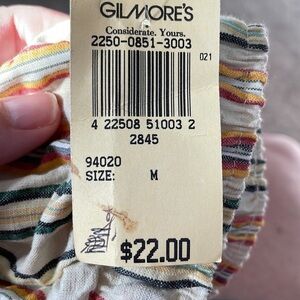 GILMORE'S
Considerate. Yours.
2250-0851-3003
021
4 22508 51003 2
2845
94020
SIZE: M
$22.00